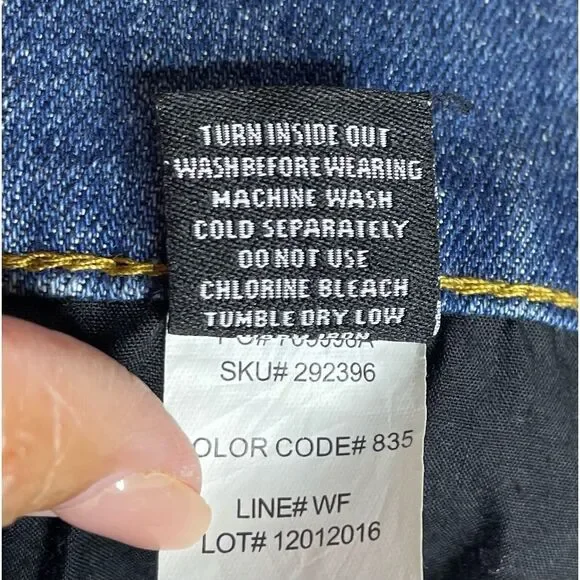 TURN INSIDE OUT
WASH BEFORE WEARING
MACHINE WASH
COLD SEPARATELY
DO NOT USE
CHLORINE BLEACH
TUMBLE DRY LOW
SKU# 292396
OLOR CODE# 835
LINE# WF
LOT# 12012016